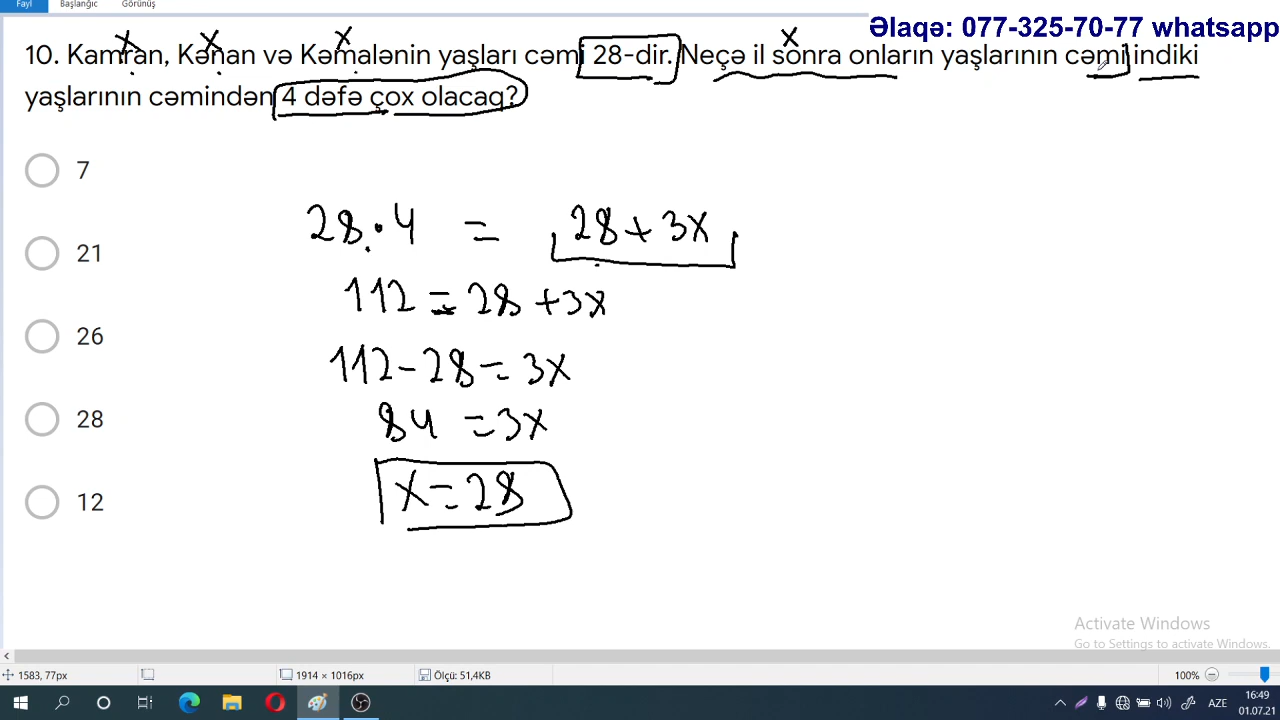 Fayl Başlanğıc Görünüş
Əlaqə: 077-325-70-77 whatsapp
x x x x
10. Kamran, Kənan və Kəmalənin yaşları cəmi 28-dir. Neçə il sonra onların yaşlarının cəmi indiki
yaşlarının cəmindən 4 dəfə çox olacaq?
7
21
26
28
12
28 · 4 = 28 + 3x
112 = 28 + 3x
112 - 28 = 3x
84 = 3x
x = 28
Activate Windows
Go to Settings to activate Windows.
1583, 77px 1914 × 1016px Ölçü: 51,4KB 100%
AZE 16:49
01.07.21